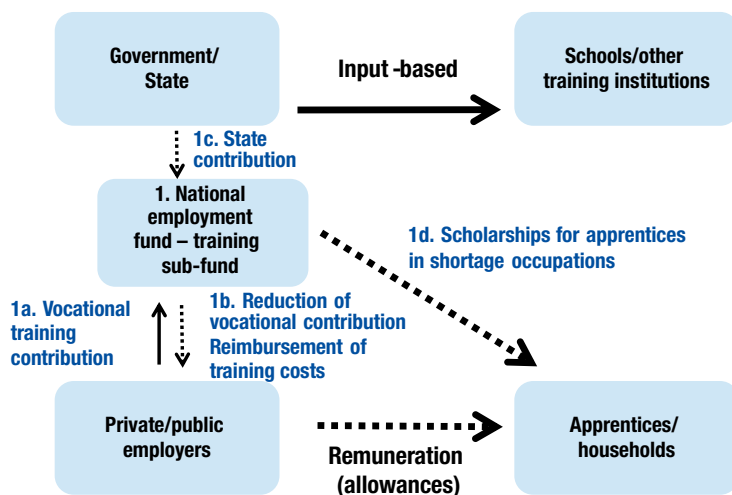 Government/
State
Input -based
Schools/other
training institutions
1c. State
contribution
1. National
employment
fund – training
sub-fund
1d. Scholarships for apprentices
in shortage occupations
1a. Vocational
training
contribution
1b. Reduction of
vocational contribution
Reimbursement of
training costs
Private/public
employers
Remuneration
(allowances)
Apprentices/
households